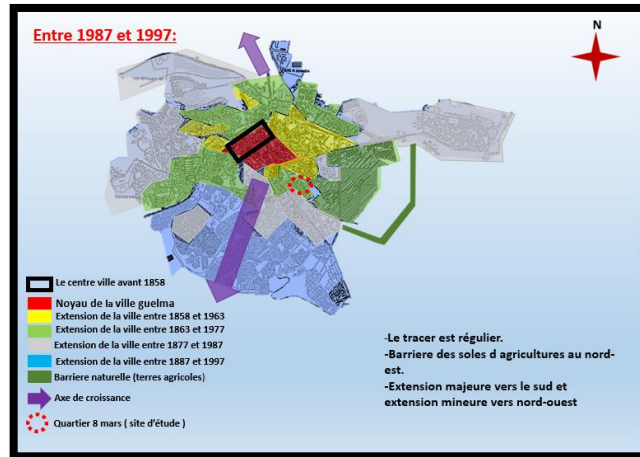 Entre 1987 et 1997:
N
Le centre ville avant 1858
Noyau de la ville guelma
Extension de la ville entre 1858 et 1963
Extension de la ville entre 1863 et 1977
Extension de la ville entre 1877 et 1987
Extension de la ville entre 1887 et 1997
Barriere naturelle (terres agricoles)
Axe de croissance
Quartier 8 mars ( site d'étude )
-Le tracer est régulier.
-Barriere des soles d agricultures au nord-
est.
-Extension majeure vers le sud et
extension mineure vers nord-ouest